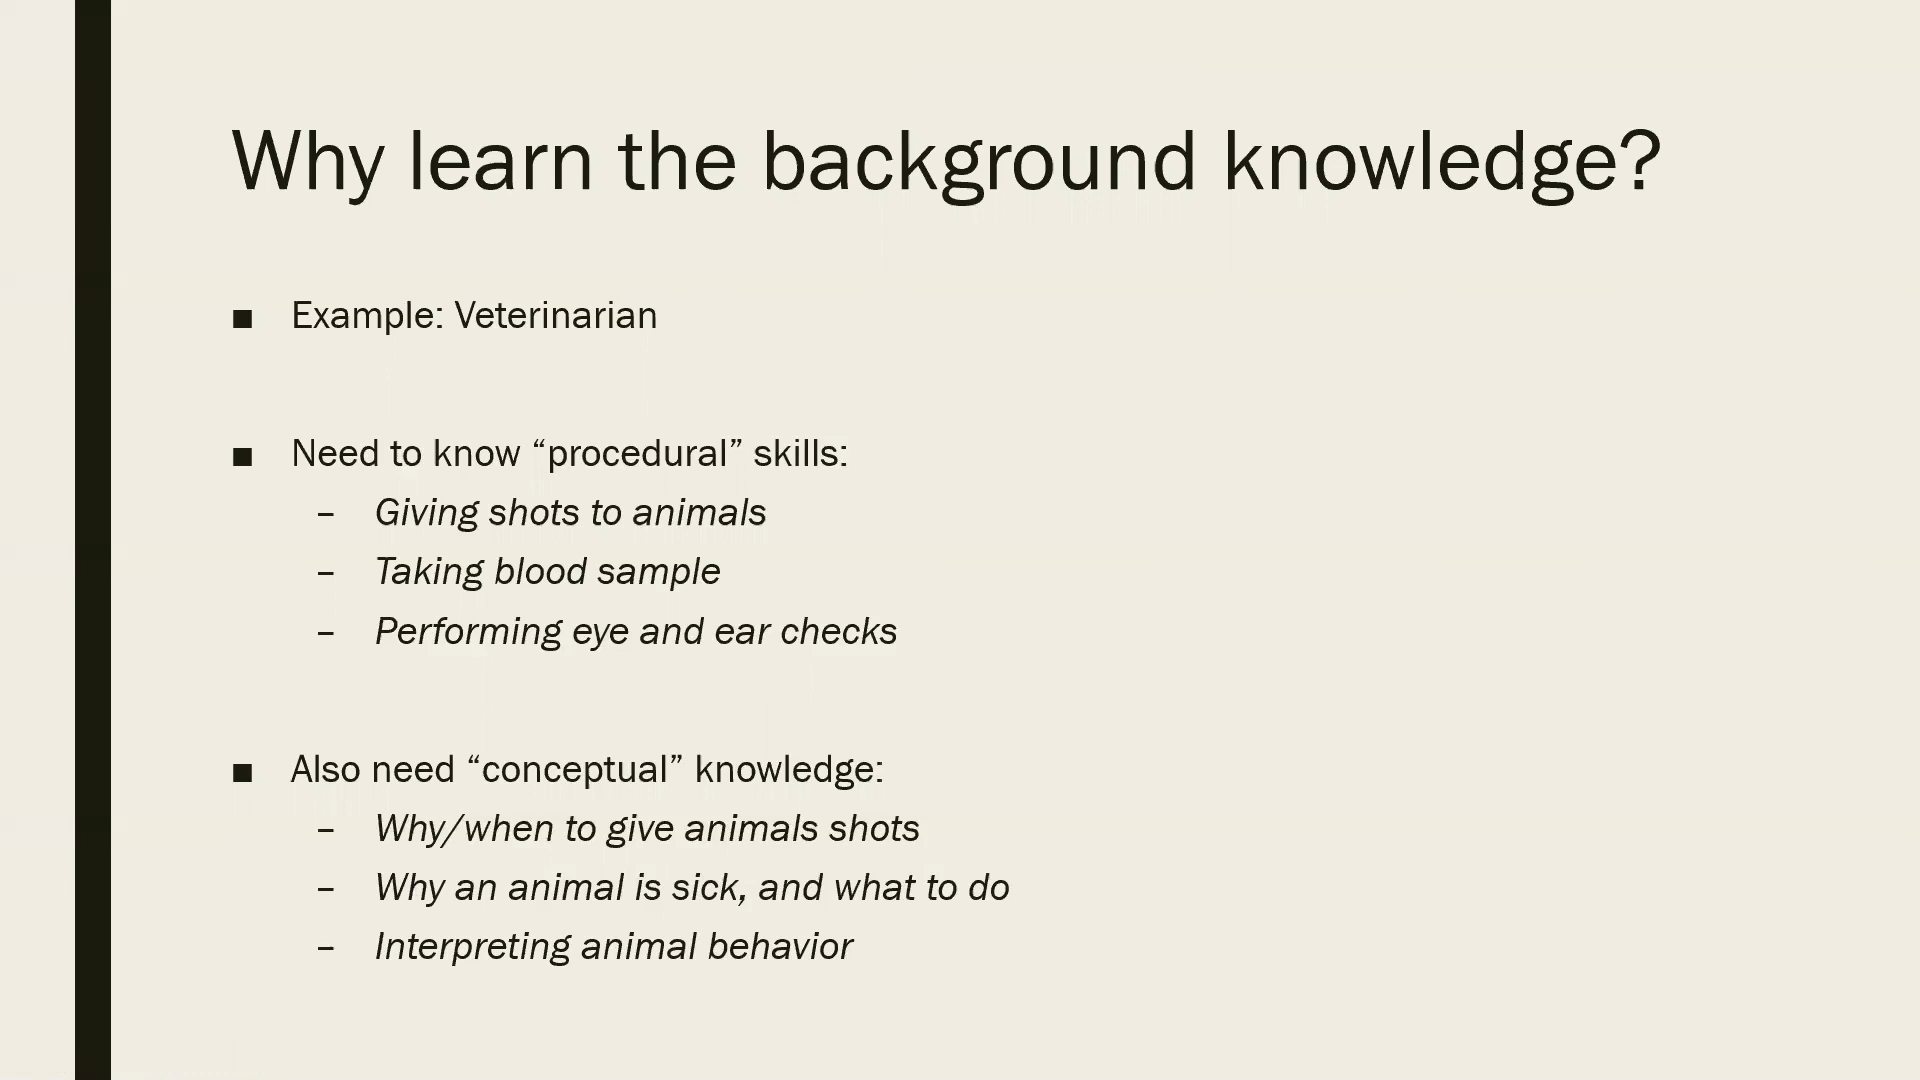 Why learn the background knowledge?
■ Example: Veterinarian
■ Need to know “procedural” skills:
– Giving shots to animals
– Taking blood sample
– Performing eye and ear checks
■ Also need “conceptual” knowledge:
– Why/when to give animals shots
– Why an animal is sick, and what to do
– Interpreting animal behavior